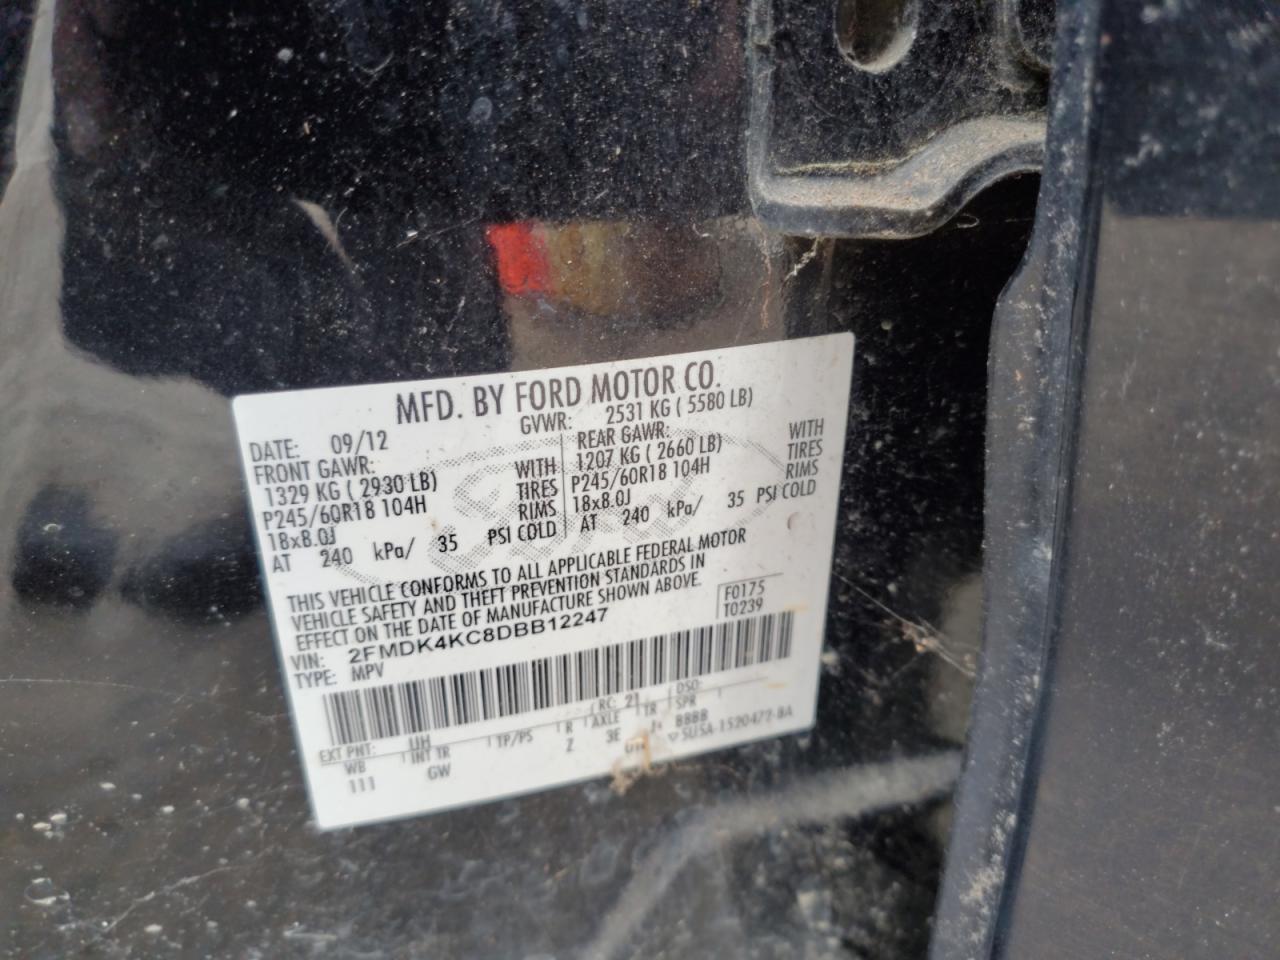 MFD. BY FORD MOTOR CO.
DATE: 09/12 GVWR: 2531 KG ( 5580 LB)
FRONT GAWR: REAR GAWR:
1329 KG ( 2930 LB) WITH 1207 KG ( 2660 LB) WITH
P245/60R18 104H TIRES P245/60R18 104H TIRES
18x8.0J RIMS 18x8.0J RIMS
AT 240 kPa/ 35 PSI COLD AT 240 kPa/ 35 PSI COLD
THIS VEHICLE CONFORMS TO ALL APPLICABLE FEDERAL MOTOR
VEHICLE SAFETY AND THEFT PREVENTION STANDARDS IN
EFFECT ON THE DATE OF MANUFACTURE SHOWN ABOVE.
F0175
T0239
VIN: 2FMDK4KC8DBB12247
TYPE: MPV
RC: 21 DSO:
EXT PNT: UH
WB INT TR TP/PS R AXLE TR SPR
111 GW Z 3E BBBB
5U5A-1520472-BA